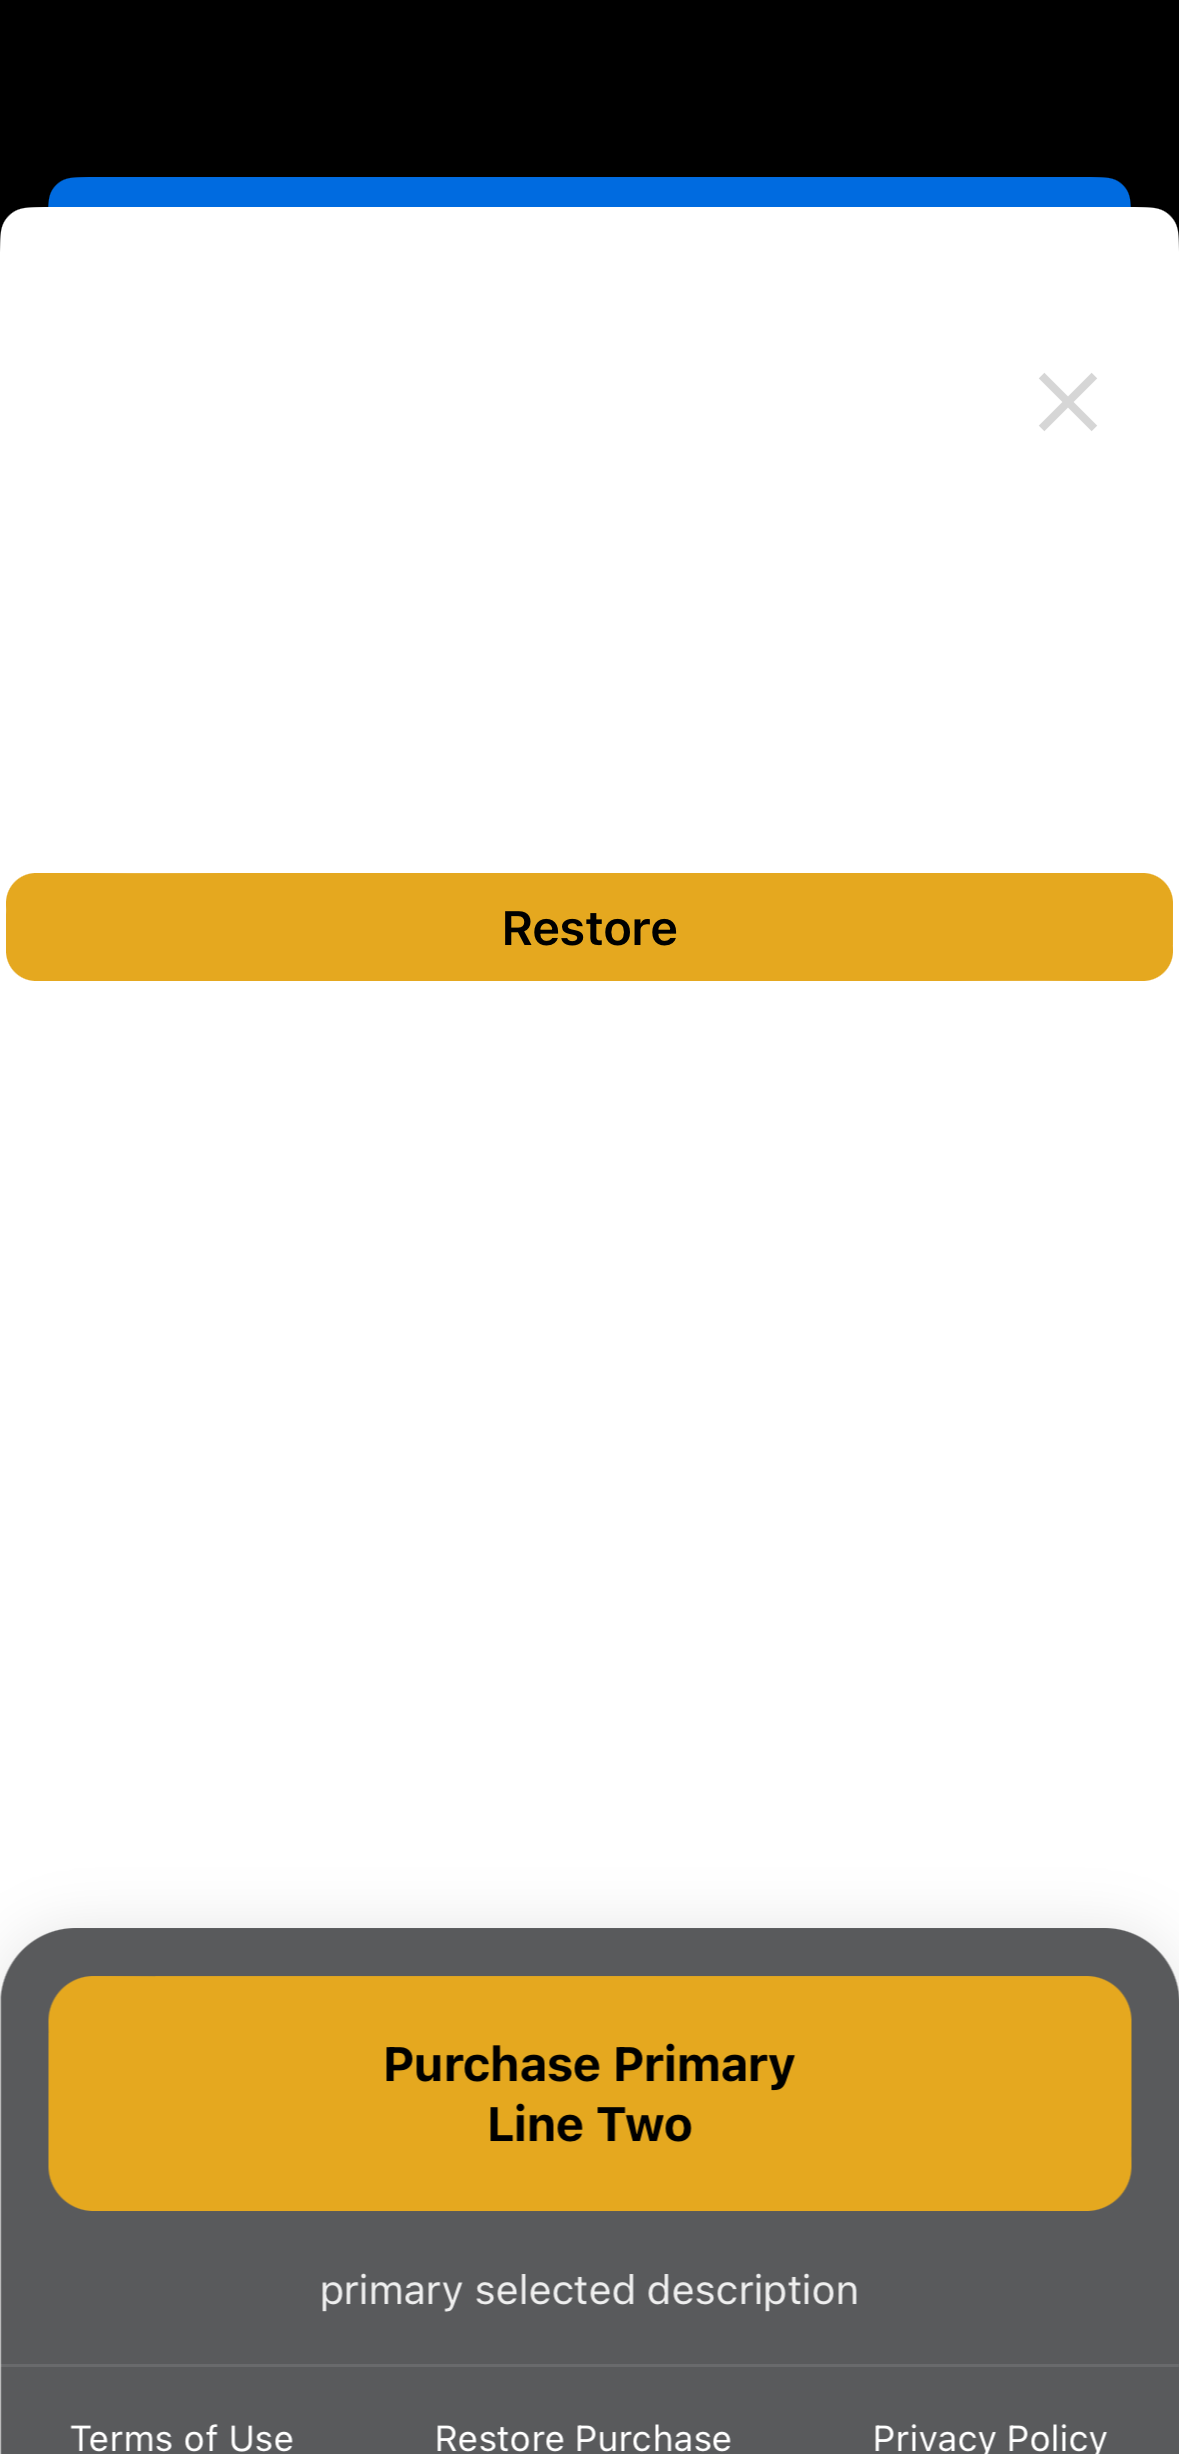 Restore
Purchase Primary
Line Two
primary selected description
Terms of Use
Restore Purchase
Privacy Policy